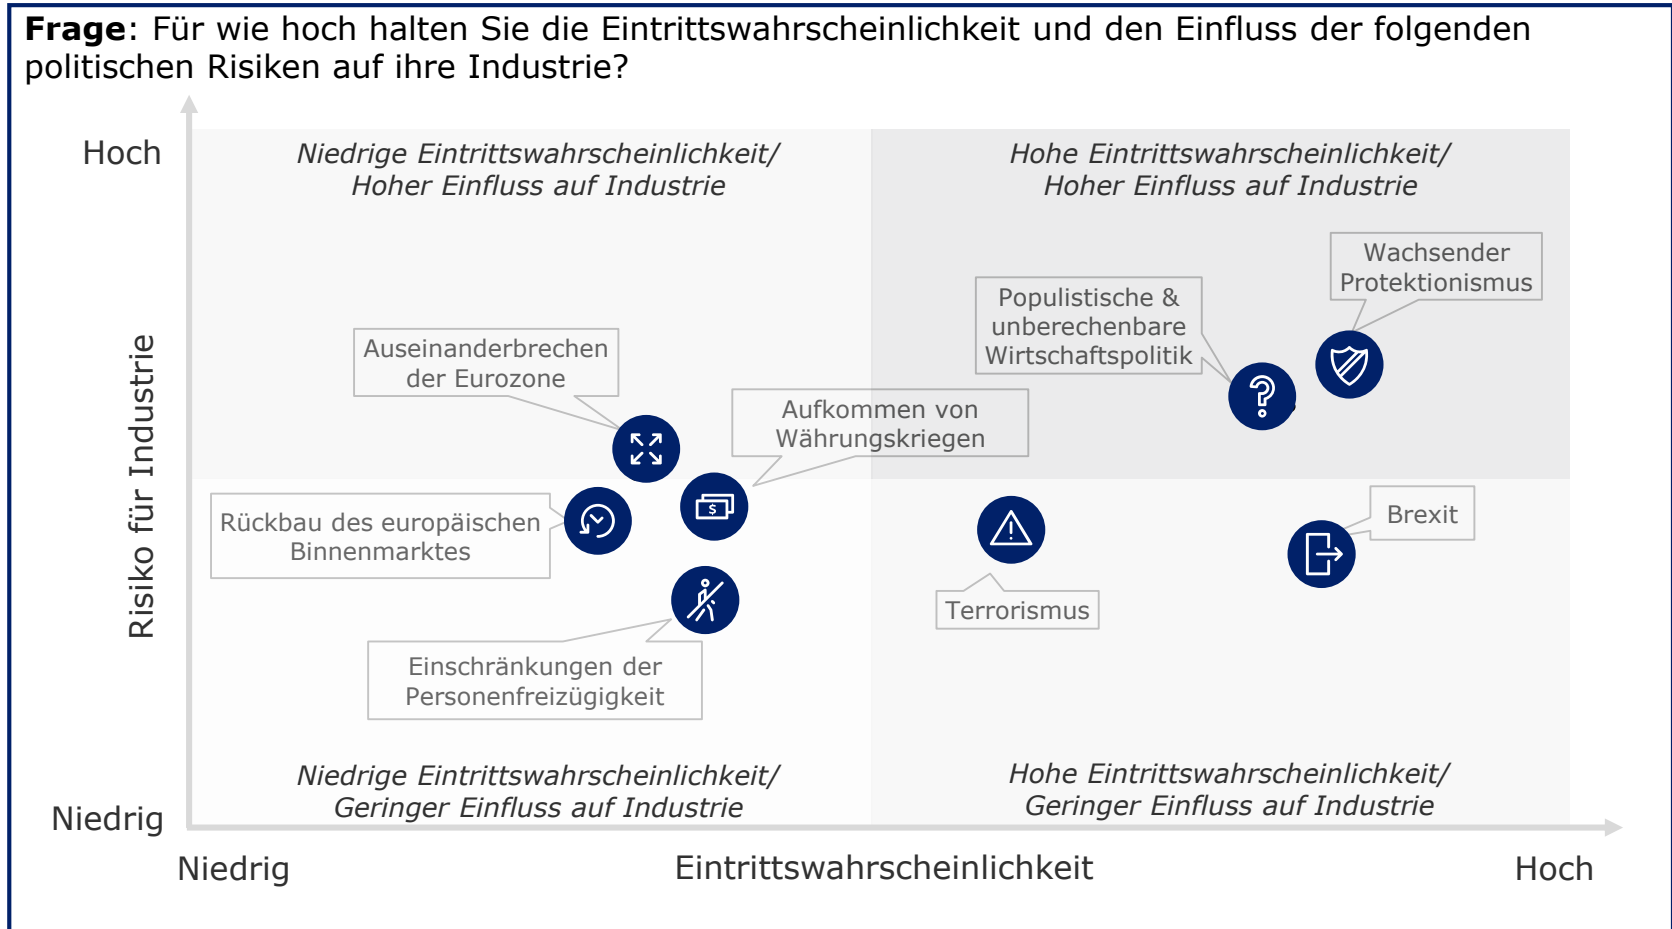 Frage: Für wie hoch halten Sie die Eintrittswahrscheinlichkeit und den Einfluss der folgenden
politischen Risiken auf ihre Industrie?
Hoch
Niedrige Eintrittswahrscheinlichkeit/
Hoher Einfluss auf Industrie
Hohe Eintrittswahrscheinlichkeit/
Hoher Einfluss auf Industrie
Wachsender
Protektionismus
Populistische &
unberechenbare
Wirtschaftspolitik
Auseinanderbrechen
der Eurozone
Aufkommen von
Währungskriegen
Risiko für Industrie
$
Rückbau des europäischen
Binnenmarktes
Brexit
Terrorismus
Einschränkungen der
Personenfreizügigkeit
Niedrige Eintrittswahrscheinlichkeit/
Geringer Einfluss auf Industrie
Hohe Eintrittswahrscheinlichkeit/
Geringer Einfluss auf Industrie
Niedrig
Niedrig
Eintrittswahrscheinlichkeit
Hoch